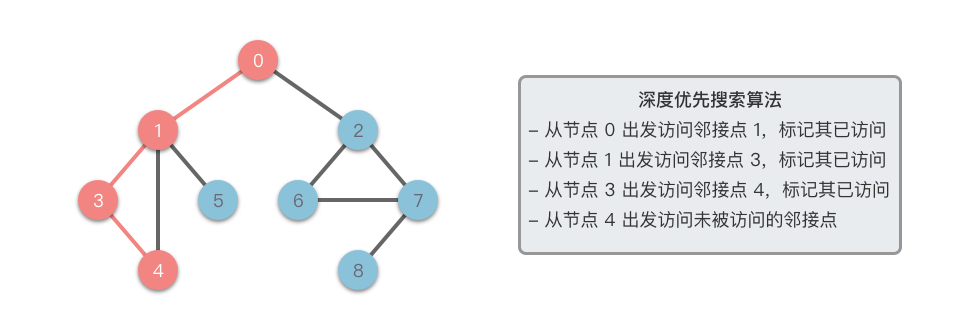 0
1
2
3
5
6
7
4
8
深度优先搜索算法
– 从节点 0 出发访问邻接点 1，标记其已访问
– 从节点 1 出发访问邻接点 3，标记其已访问
– 从节点 3 出发访问邻接点 4，标记其已访问
– 从节点 4 出发访问未被访问的邻接点